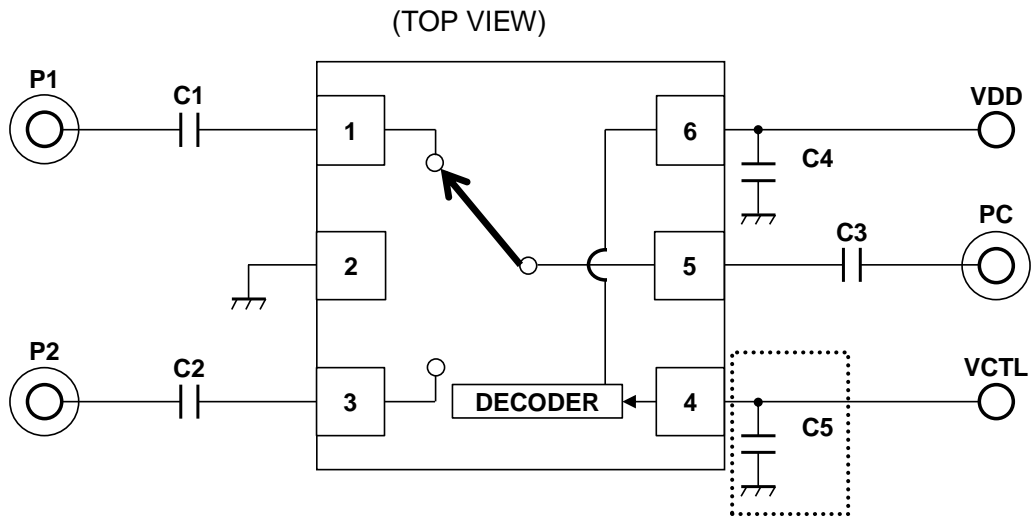 (TOP VIEW)
P1
C1
1
6
VDD
C4
2
5
C3
PC
P2
C2
3
DECODER
4
C5
VCTL